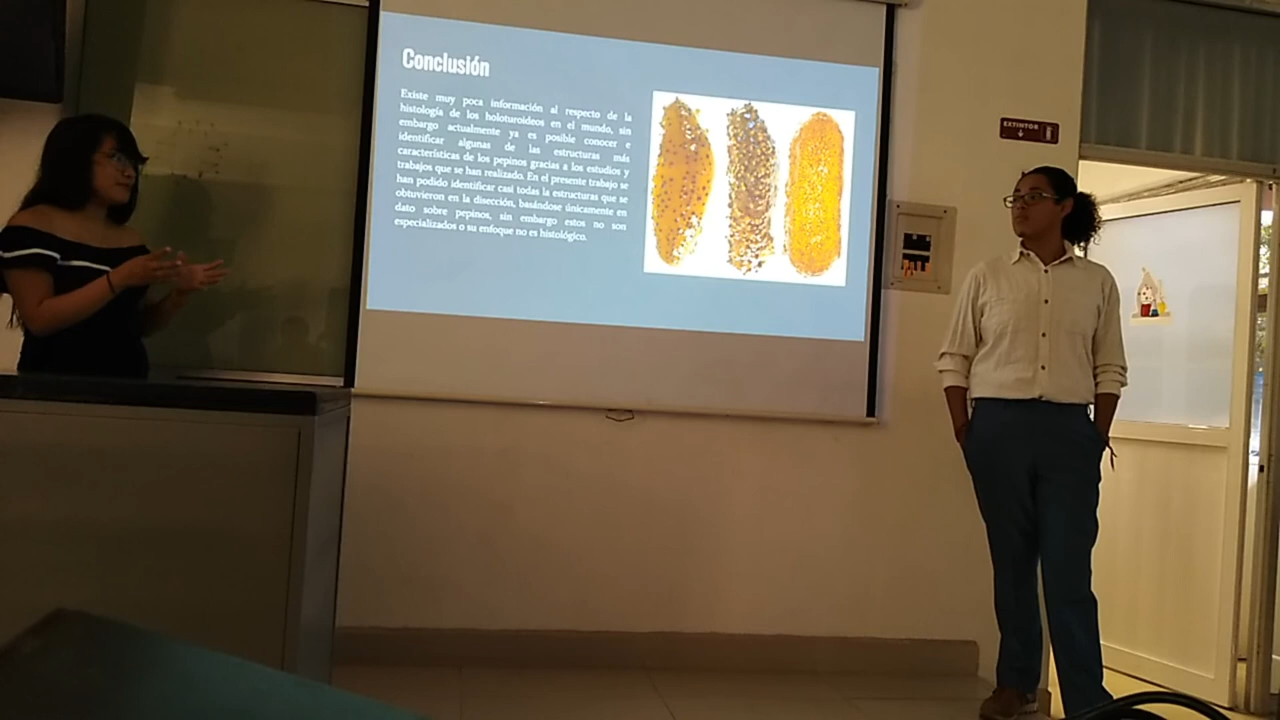 Conclusión
Existe muy poca información al respecto de la
histología de los holoturoideos en el mundo, sin
embargo actualmente ya es posible conocer e
identificar algunas de las estructuras más
características de los pepinos gracias a los estudios y
trabajos que se han realizado. En el presente trabajo se
han podido identificar casi todas la estructuras que se
obtuvieron en la disección, basándose únicamente en
dato sobre pepinos, sin embargo estos no son
especializados o su enfoque no es histológico.
EXTINTOR